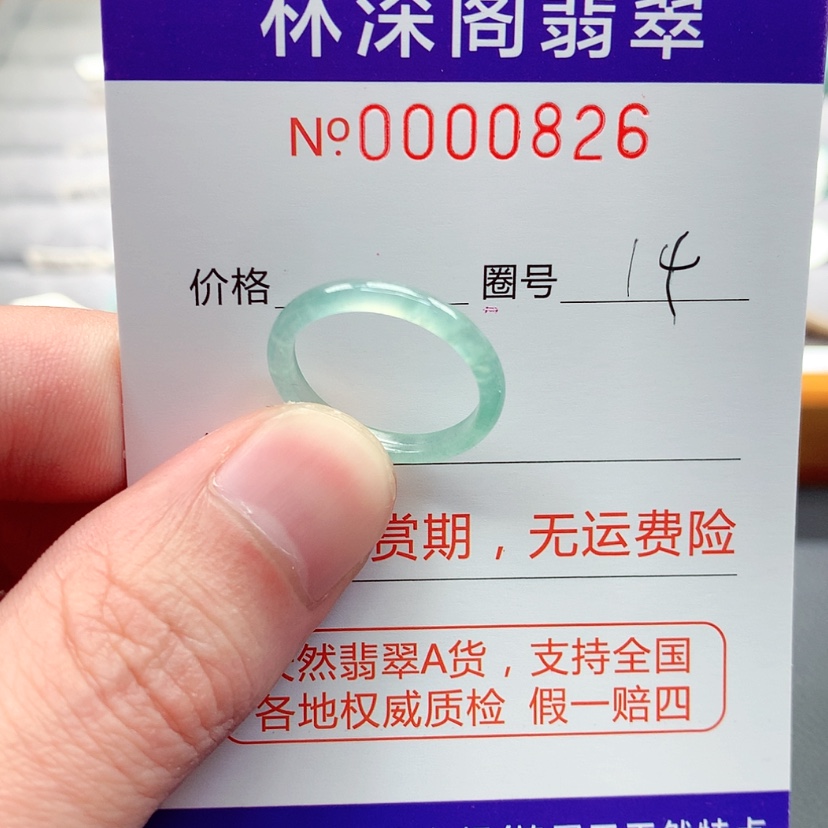 林深阁翡翠
№0000826
价格 圈号 14
赏期，无运费险
然翡翠A货，支持全国
各地权威质检 假一赔四